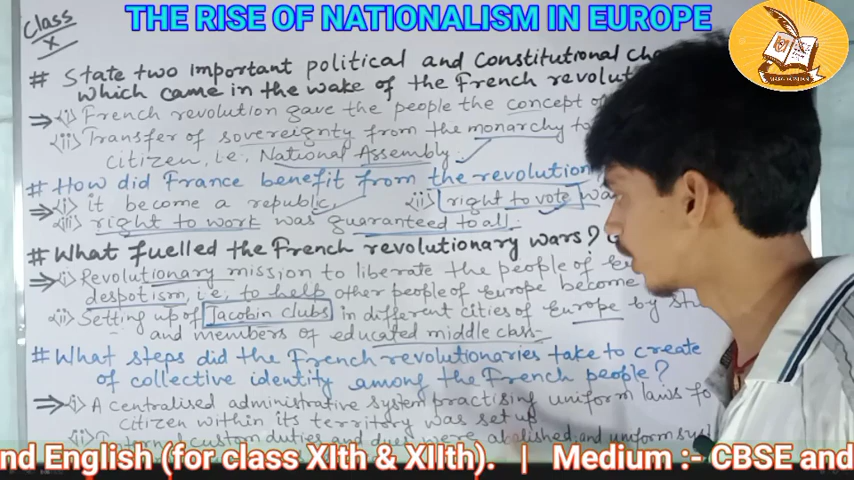 THE RISE OF NATIONALISM IN EUROPE
Class
X
# State two important political and Constitutional
which came in the wake of the French
⇒ (i) French revolution gave the people the concept
(ii) Transfer of sovereignty from the monarchy to
citizen, i.e, National Assembly.
# How did France benefit from the revolution?
⇒ (i) it become a republic. (ii) right to vote
(iii) right to work was guaranteed to all.
# What fuelled the French revolutionary wars?
⇒ (i) Revolutionary mission to liberate the people of
despotism, i.e, to help other people of Europe become
(ii) Setting up of Jacobin clubs in different cities of Europe by
and members of educated middle class
# What steps did the French revolutionaries take to create
of collective identity among the French people?
⇒ (i) A centralised administrative system practising uniform laws
citizen within its territory was set up
(ii) custom duties and dues were abolished and uniform
nd English (for class XIth & XIIth). | Medium :- CBSE and